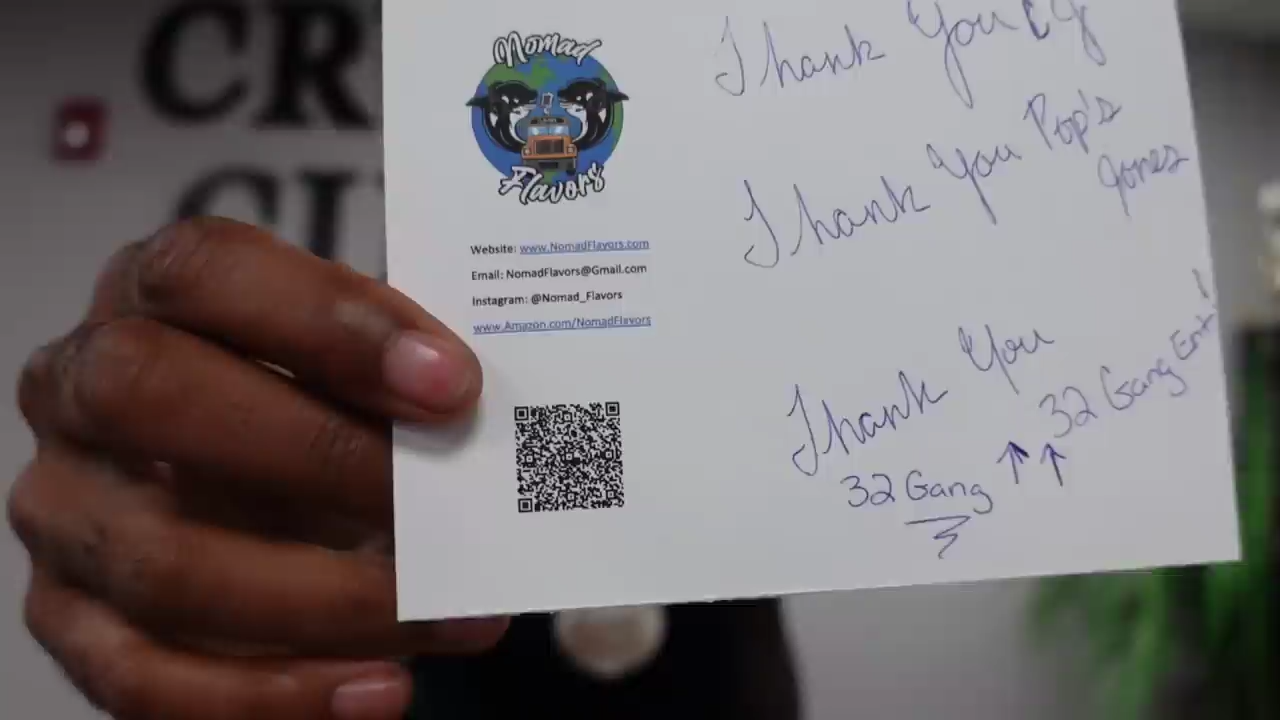 CR
Nomad
Flavors
Website: www.NomadFlavors.com
Email: NomadFlavors@Gmail.com
Instagram: @Nomad_Flavors
www.Amazon.com/NomadFlavors
Thank You
Thank You Pop's
Jones
Thank You
32 Gang ↑↑ 32 Gang Ent!